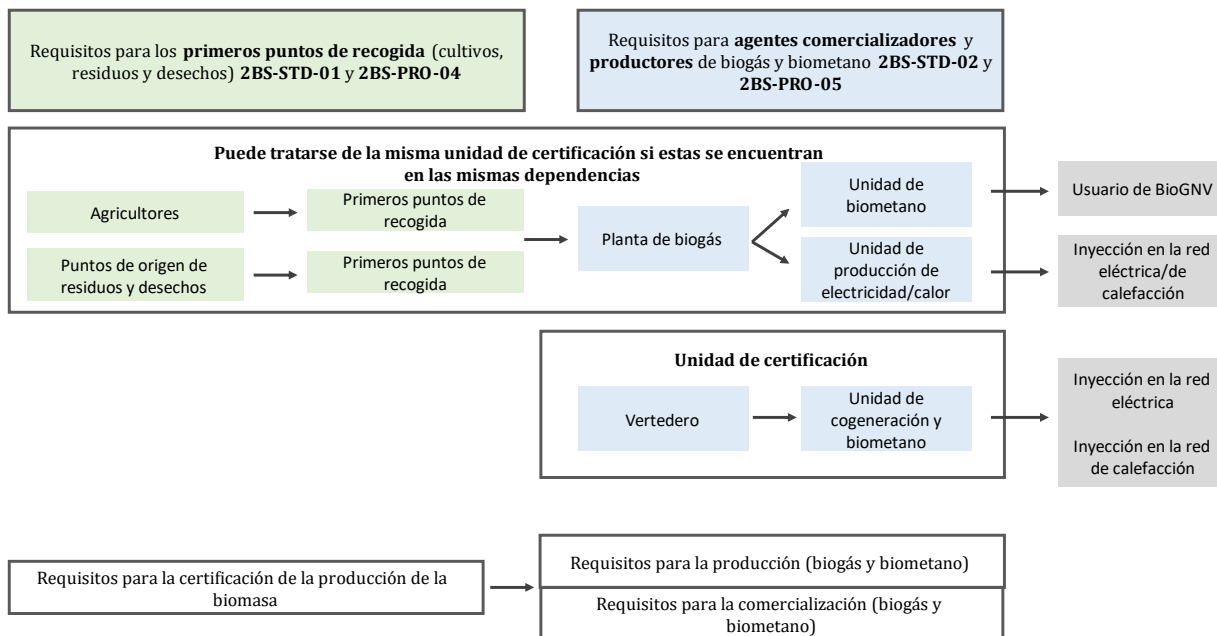 Requisitos para los primeros puntos de recogida (cultivos,
residuos y desechos) 2BS-STD-01 y 2BS-PRO-04
Requisitos para agentes comercializadores y
productores de biogás y biometano 2BS-STD-02 y
2BS-PRO-05
Puede tratarse de la misma unidad de certificación si estas se encuentran
en las mismas dependencias
Agricultores
Primeros puntos de
recogida
Puntos de origen de
residuos y desechos
Primeros puntos de
recogida
Planta de biogás
Unidad de
biometano
Unidad de
producción de
electricidad/calor
Usuario de BioGNV
Inyección en la red
eléctrica/de
calefacción
Unidad de certificación
Vertedero
Unidad de
cogeneración y
biometano
Inyección en la red
eléctrica
Inyección en la red
de calefacción
Requisitos para la certificación de la producción de la
biomasa
Requisitos para la producción (biogás y biometano)
Requisitos para la comercialización (biogás y
biometano)